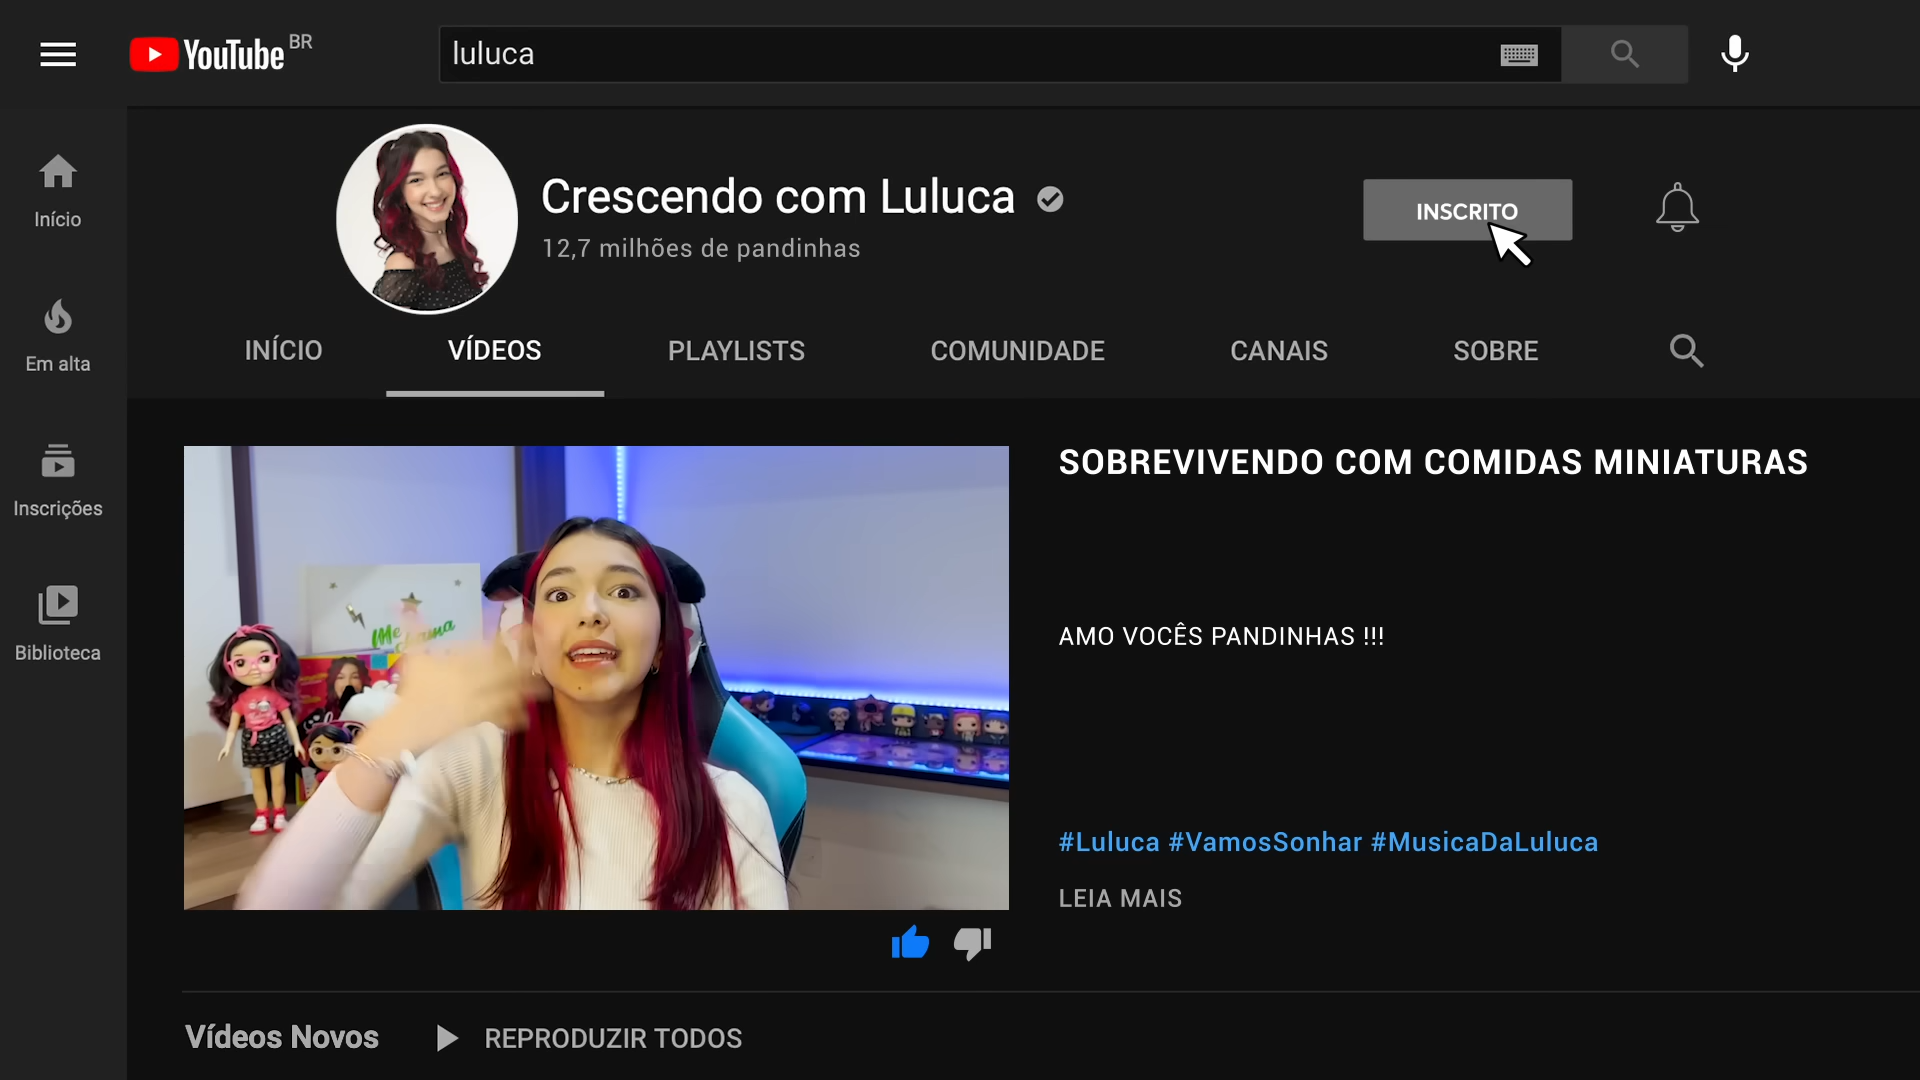 YouTube BR
luluca
Início
Em alta
Inscrições
Biblioteca
Crescendo com Luluca
12,7 milhões de pandinhas
INSCRITO
INÍCIO
VÍDEOS
PLAYLISTS
COMUNIDADE
CANAIS
SOBRE
Me
SOBREVIVENDO COM COMIDAS MINIATURAS
AMO VOCÊS PANDINHAS !!!
#Luluca #VamosSonhar #MusicaDaLuluca
LEIA MAIS
Vídeos Novos
REPRODUZIR TODOS